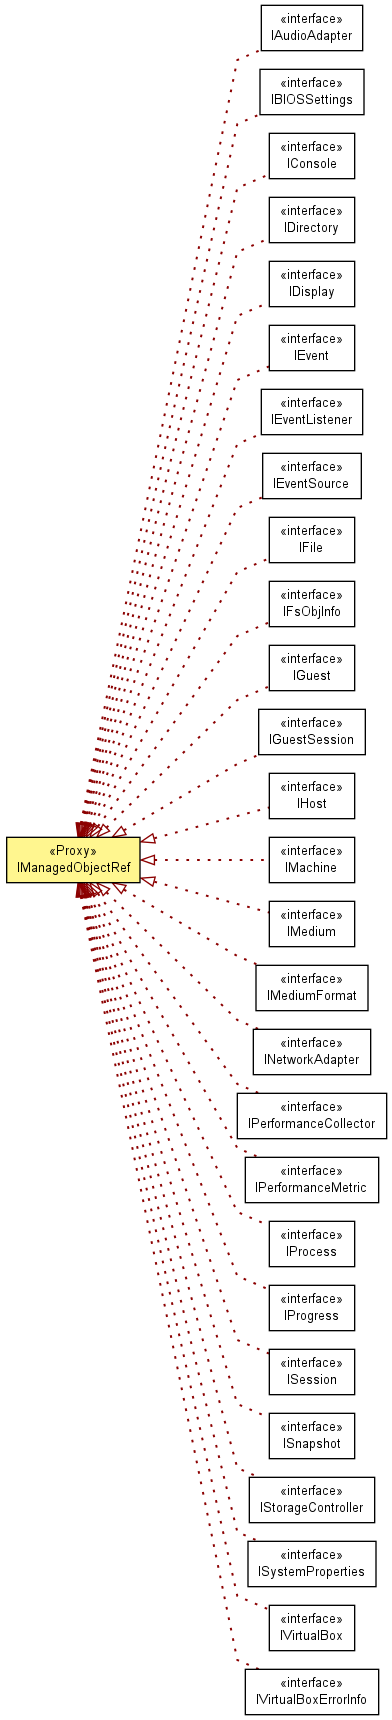 «interface»
IAudioAdapter
«interface»
IBIOSSettings
«interface»
IConsole
«interface»
IDirectory
«interface»
IDisplay
«interface»
IEvent
«interface»
IEventListener
«interface»
IEventSource
«interface»
IFile
«interface»
IFsObjInfo
«interface»
IGuest
«interface»
IGuestSession
«interface»
IHost
«Proxy»
IManagedObjectRef
«interface»
IMachine
«interface»
IMedium
«interface»
IMediumFormat
«interface»
INetworkAdapter
«interface»
IPerformanceCollector
«interface»
IPerformanceMetric
«interface»
IProcess
«interface»
IProgress
«interface»
ISession
«interface»
ISnapshot
«interface»
IStorageController
«interface»
ISystemProperties
«interface»
IVirtualBox
«interface»
IVirtualBoxErrorInfo